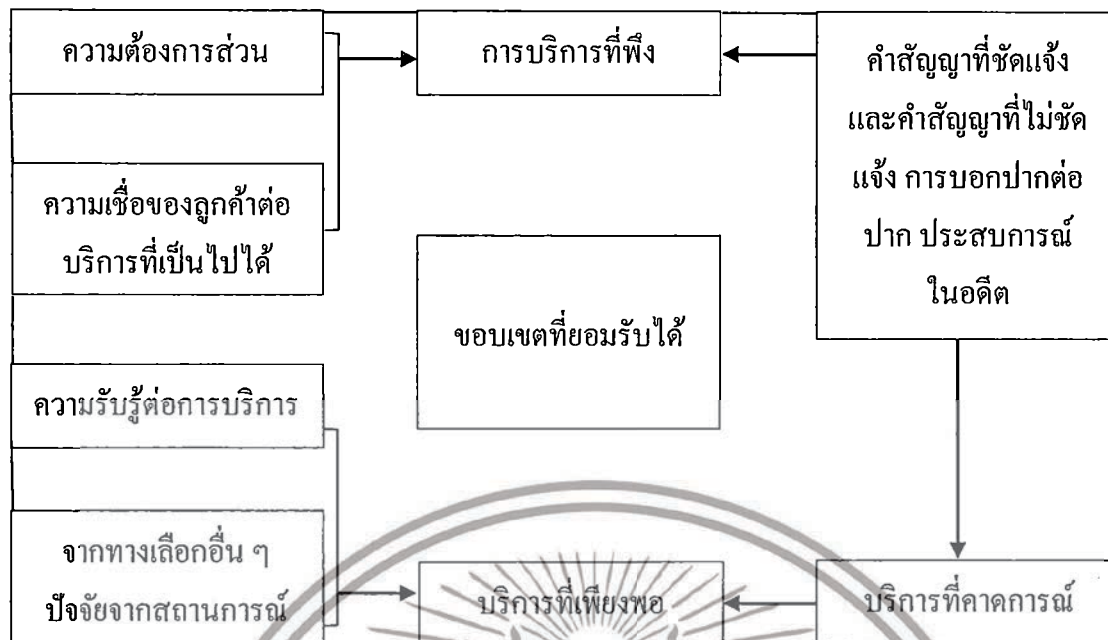 ความต้องการส่วน
การบริการที่พึง
คำสัญญาที่ชัดแจ้ง
และคำสัญญาที่ไม่ชัด
แจ้ง การบอกปากต่อ
ปาก ประสบการณ์
ในอดีต
ความเชื่อของลูกค้าต่อ
บริการที่เป็นไปได้
ขอบเขตที่ยอมรับได้
ความรับรู้ต่อการบริการ
จากทางเลือกอื่น ๆ
ปัจจัยจากสถานการณ์
บริการที่เพียงพอ
บริการที่คาดการณ์